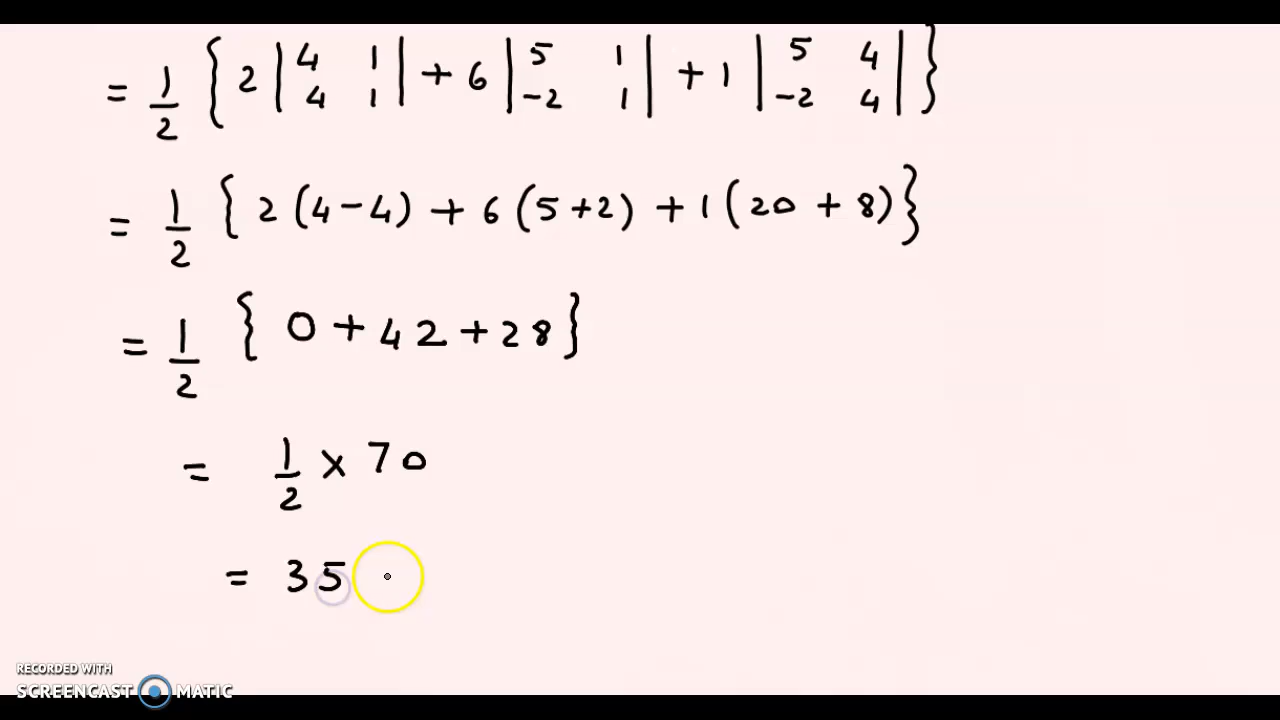 = 1/2 { 2 | 4 1 4 1 | + 6 | 5 1 -2 1 | + 1 | 5 4 -2 4 | }
= 1/2 { 2 (4 - 4) + 6 (5 + 2) + 1 (20 + 8) }
= 1/2 { 0 + 42 + 28 }
= 1/2 × 70
= 35
RECORDED WITH
SCREENCAST MATIC